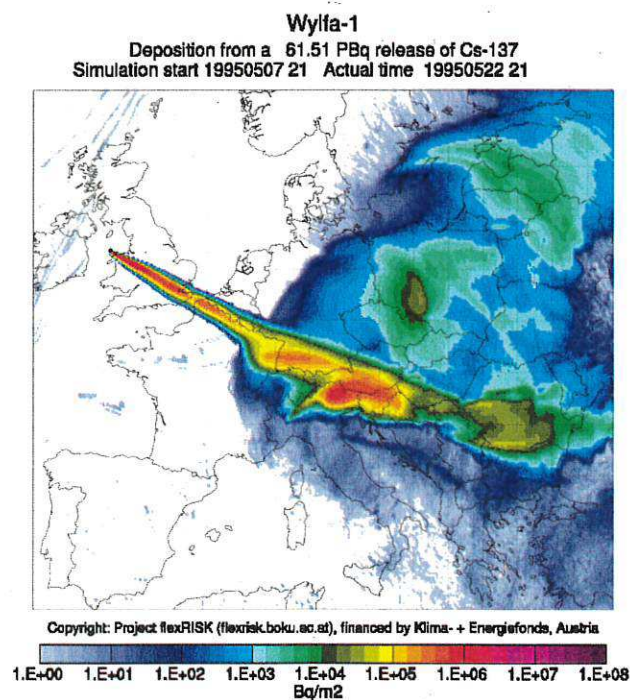 Wylfa-1
Deposition from a 61.51 PBq release of Cs-137
Simulation start 19950507 21 Actual time 19950522 21
Copyright: Project flexRISK (flexrisk.boku.ac.at), financed by Klima- + Energiefonds, Austria
1.E+00 1.E+01 1.E+02 1.E+03 1.E+04 1.E+05 1.E+06 1.E+07 1.E+08
Bq/m2